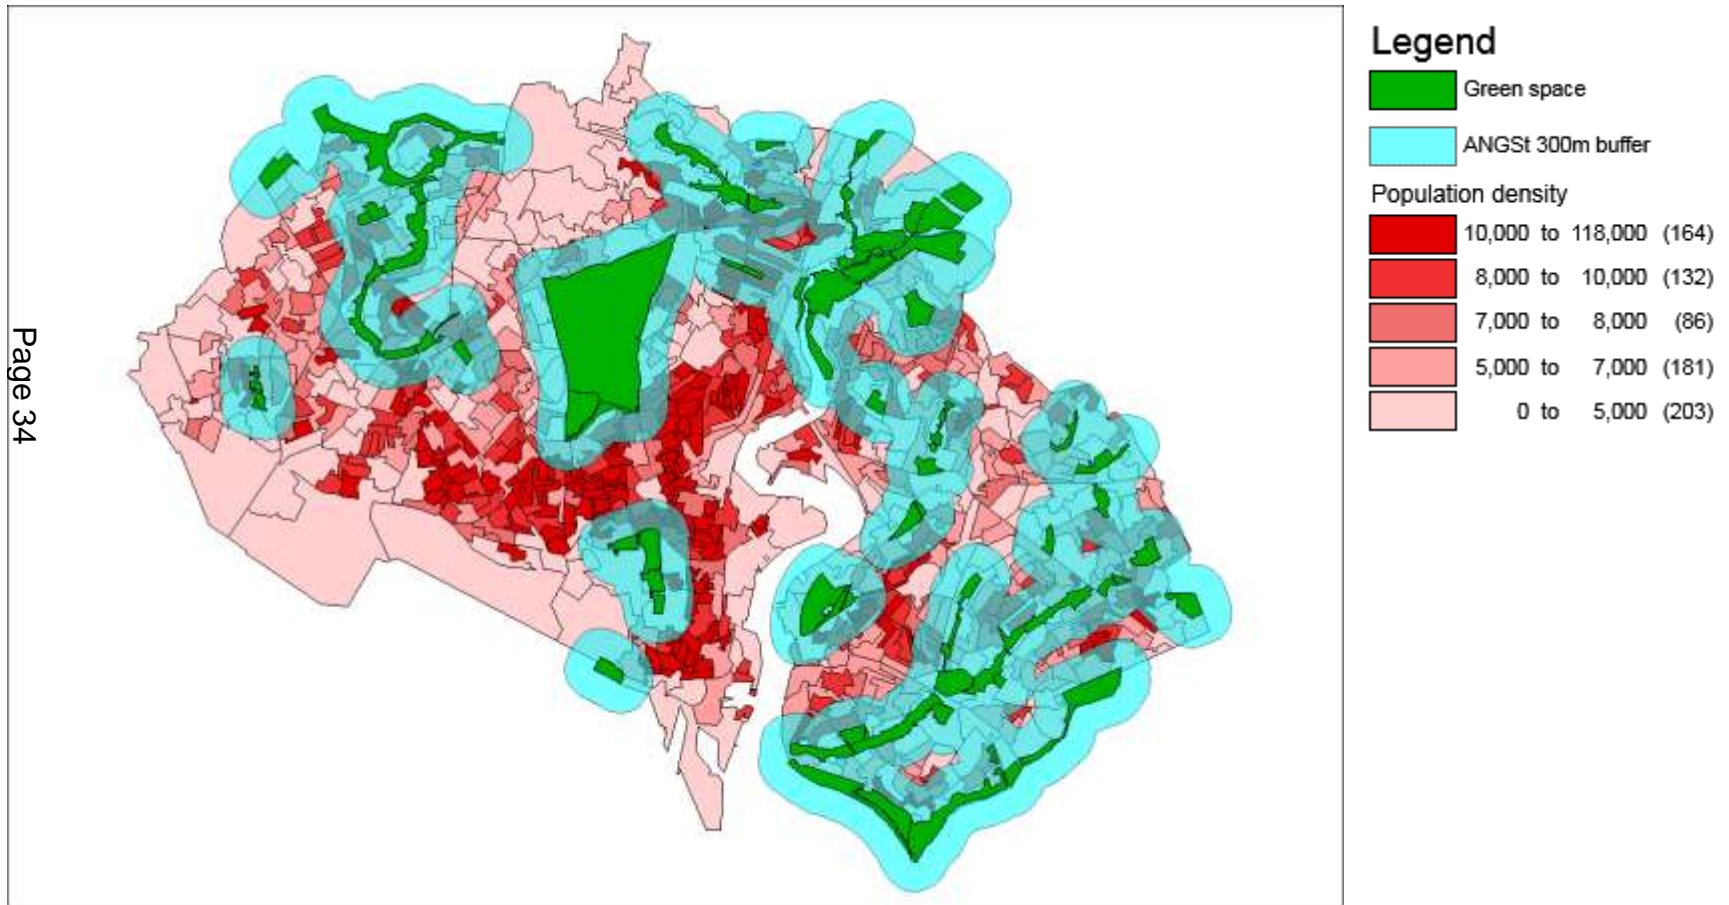 Page 34
Legend
Green space
ANGSt 300m buffer
Population density
10,000 to 118,000 (164)
8,000 to 10,000 (132)
7,000 to 8,000 (86)
5,000 to 7,000 (181)
0 to 5,000 (203)